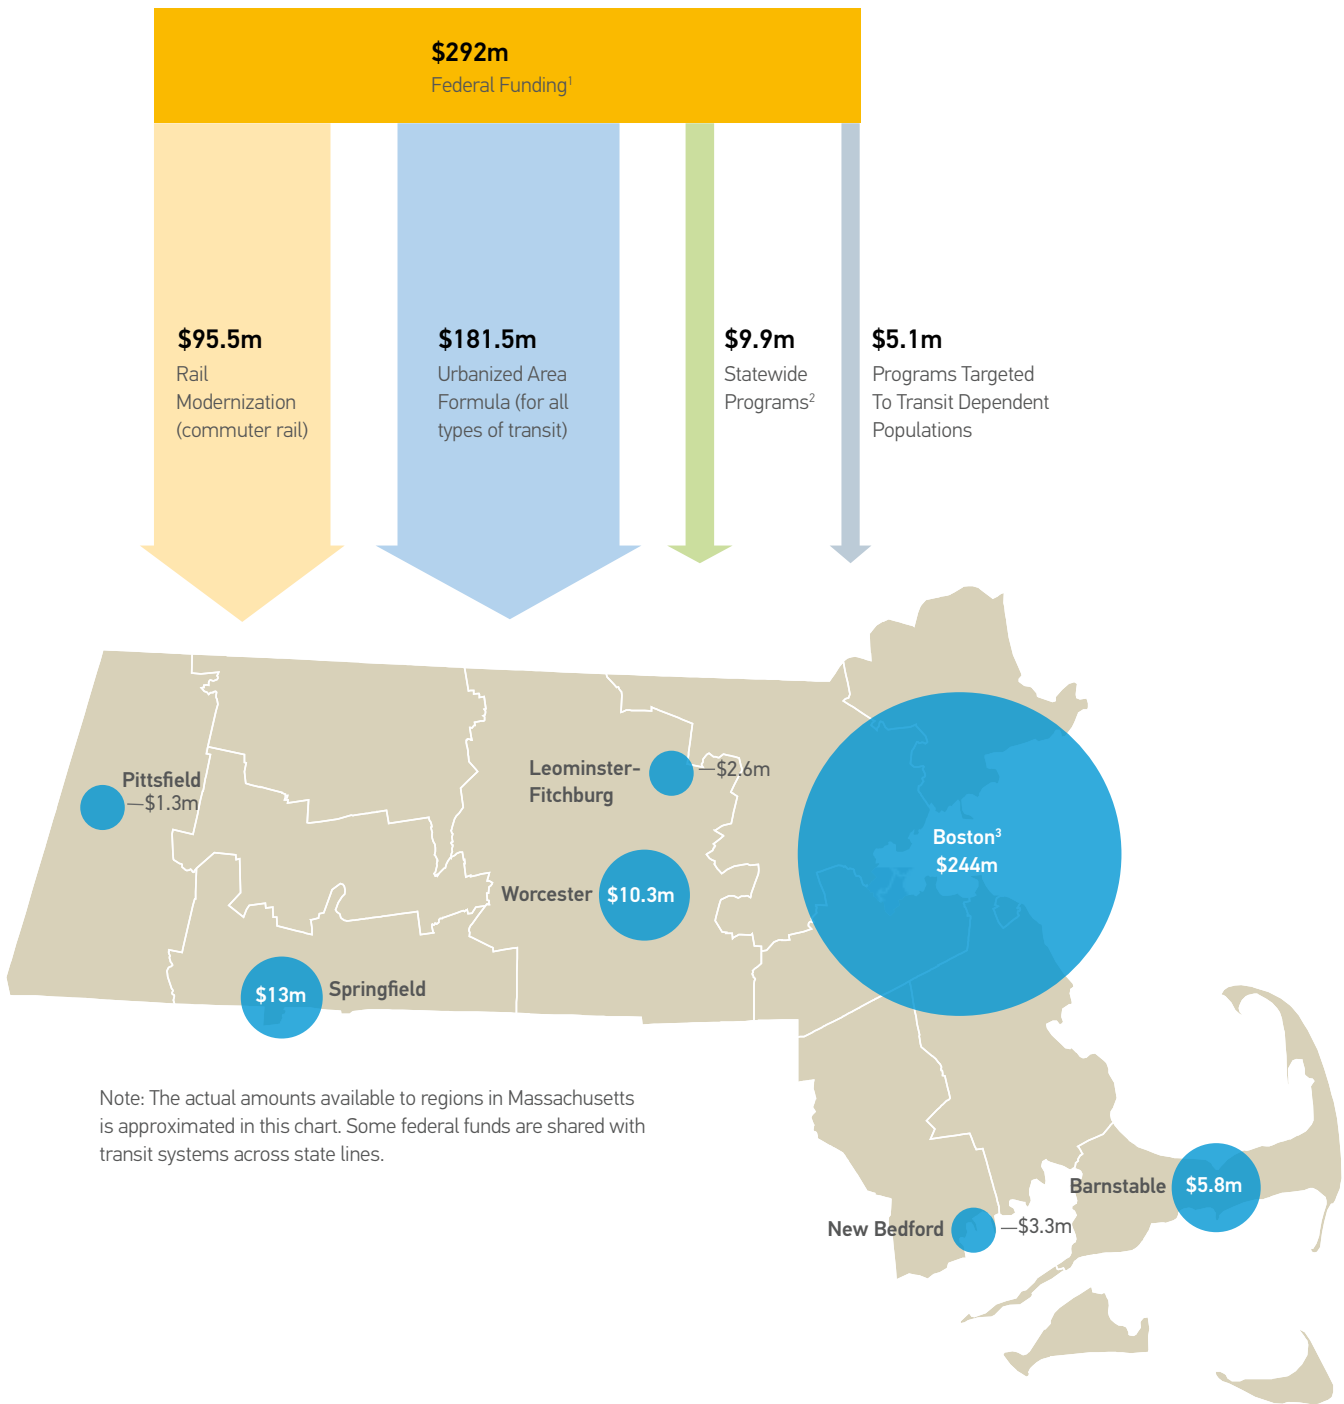 $292m
Federal Funding¹
$95.5m
Rail
Modernization
(commuter rail)
$181.5m
Urbanized Area
Formula (for all
types of transit)
$9.9m
Statewide
Programs²
$5.1m
Programs Targeted
To Transit Dependent
Populations
Pittsfield
—$1.3m
Leominster-
Fitchburg
—$2.6m
Boston³
$244m
Worcester
$10.3m
$13m
Springfield
Note: The actual amounts available to regions in Massachusetts
is approximated in this chart. Some federal funds are shared with
transit systems across state lines.
Barnstable
$5.8m
New Bedford
—$3.3m